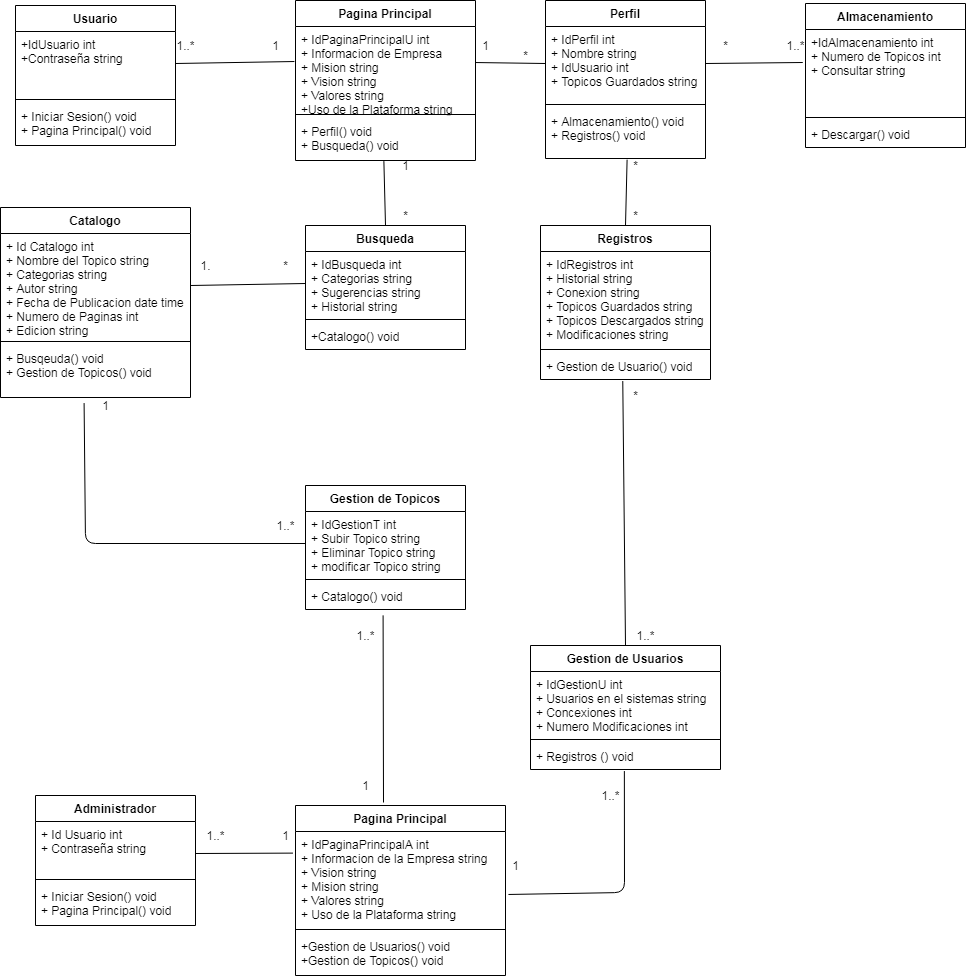 Usuario
+IdUsuario int
+Contraseña string
+ Iniciar Sesion() void
+ Pagina Principal() void
1..*
1
Pagina Principal
+ IdPaginaPrincipalU int
+ Informacion de Empresa
+ Mision string
+ Vision string
+ Valores string
+Uso de la Plataforma string
+ Perfil() void
+ Busqueda() void
1
*
Perfil
+ IdPerfil int
+ Nombre string
+ IdUsuario int
+ Topicos Guardados string
+ Almacenamiento() void
+ Registros() void
*
1..*
Almacenamiento
+IdAlmacenamiento int
+ Numero de Topicos int
+ Consultar string
+ Descargar() void
1
*
*
*
Catalogo
+ Id Catalogo int
+ Nombre del Topico string
+ Categorias string
+ Autor string
+ Fecha de Publicacion date time
+ Numero de Paginas int
+ Edicion string
+ Busqeuda() void
+ Gestion de Topicos() void
1.
*
Busqueda
+ IdBusqueda int
+ Categorias string
+ Sugerencias string
+ Historial string
+Catalogo() void
Registros
+ IdRegistros int
+ Historial string
+ Conexion string
+ Topicos Guardados string
+ Topicos Descargados string
+ Modificaciones string
+ Gestion de Usuario() void
1
*
1..*
Gestion de Topicos
+ IdGestionT int
+ Subir Topico string
+ Eliminar Topico string
+ modificar Topico string
+ Catalogo() void
1..*
1..*
Gestion de Usuarios
+ IdGestionU int
+ Usuarios en el sistemas string
+ Concexiones int
+ Numero Modificaciones int
+ Registros () void
1
1..*
Administrador
+ Id Usuario int
+ Contraseña string
+ Iniciar Sesion() void
+ Pagina Principal() void
1..*
1
Pagina Principal
+ IdPaginaPrincipalA int
+ Informacion de la Empresa string
+ Vision string
+ Mision string
+ Valores string
+ Uso de la Plataforma string
+Gestion de Usuarios() void
+Gestion de Topicos() void
1